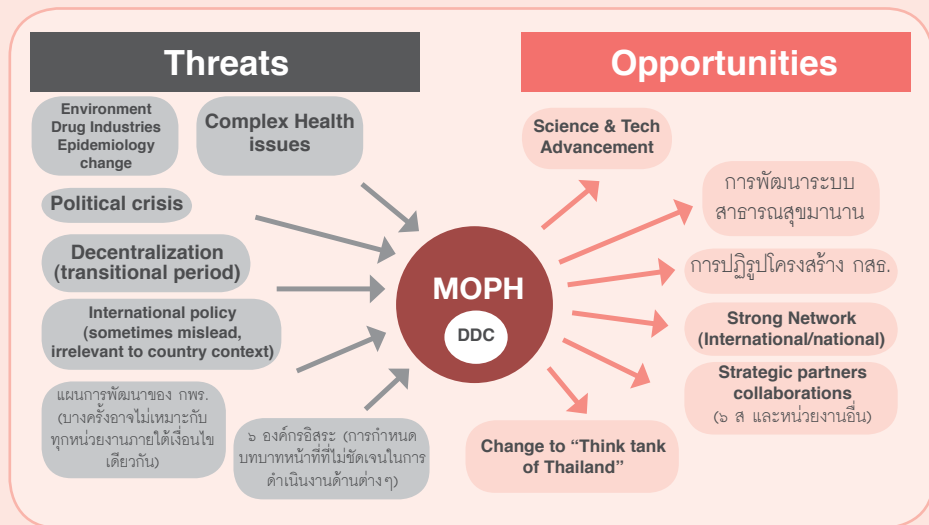 Threats
Opportunities
Environment
Drug Industries
Epidemiology
change
Complex Health
issues
Political crisis
Decentralization
(transitional period)
International policy
(sometimes mislead,
irrelevant to country context)
แผนการพัฒนาของ กพร.
(บางครั้งอาจไม่เหมาะกับ
ทุกหน่วยงานภายใต้เงื่อนไข
เดียวกัน)
๖ องค์กรอิสระ (การกำหนด
บทบาทหน้าที่ที่ไม่ชัดเจนในการ
ดำเนินงานด้านต่างๆ)
MOPH
DDC
Science & Tech
Advancement
การพัฒนาระบบ
สาธารณสุขมานาน
การปฏิรูปโครงสร้าง กสธ.
Strong Network
(International/national)
Strategic partners
collaborations
(๖ ส และหน่วยงานอื่น)
Change to “Think tank
of Thailand”